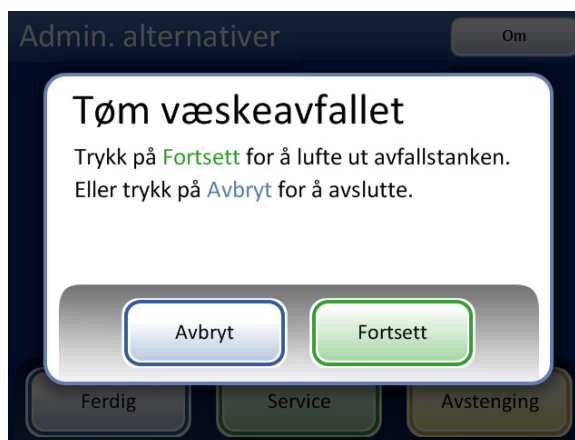 Admin. alternativer
Om
Tøm væskeavfallet
Trykk på Fortsett for å lufte ut avfallstanken.
Eller trykk på Avbryt for å avslutte.
Avbryt
Fortsett
Ferdig
Service
Avstenging